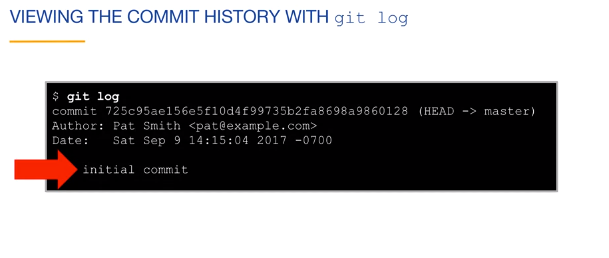 VIEWING THE COMMIT HISTORY WITH git log
$ git log
commit 725c95ae156e5f10d4f99735b2fa8698a9860128 (HEAD -> master)
Author: Pat Smith <pat@example.com>
Date: Sat Sep 9 14:15:04 2017 -0700
initial commit